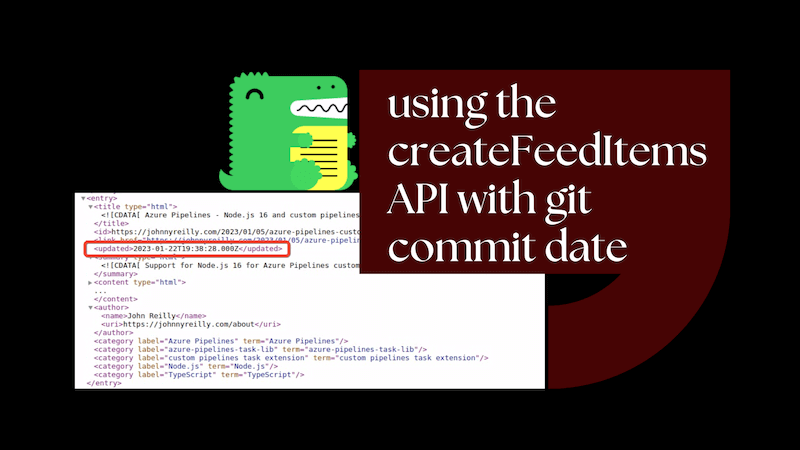 using the
createFeedItems
API with git
commit date
<entry>
<title type="html">
<![CDATA[ Azure Pipelines - Node.js 16 and custom pipelines
</title>
<id>https://johnnyreilly.com/2023/01/05/azure-pipelines-custo
<link href="https://johnnyreilly.com/2023/01/05/azure-pipelin
<updated>2023-01-22T19:38:28.000Z</updated>
<summary type="html">
<![CDATA[ Support for Node.js 16 for Azure Pipelines custom
</summary>
<content type="html">
...
</content>
<author>
<name>John Reilly</name>
<uri>https://johnnyreilly.com/about</uri>
</author>
<category label="Azure Pipelines" term="Azure Pipelines"/>
<category label="azure-pipelines-task-lib" term="azure-pipelines-task-lib"/>
<category label="custom pipelines task extension" term="custom pipelines task extension"/>
<category label="Node.js" term="Node.js"/>
<category label="TypeScript" term="TypeScript"/>
</entry>